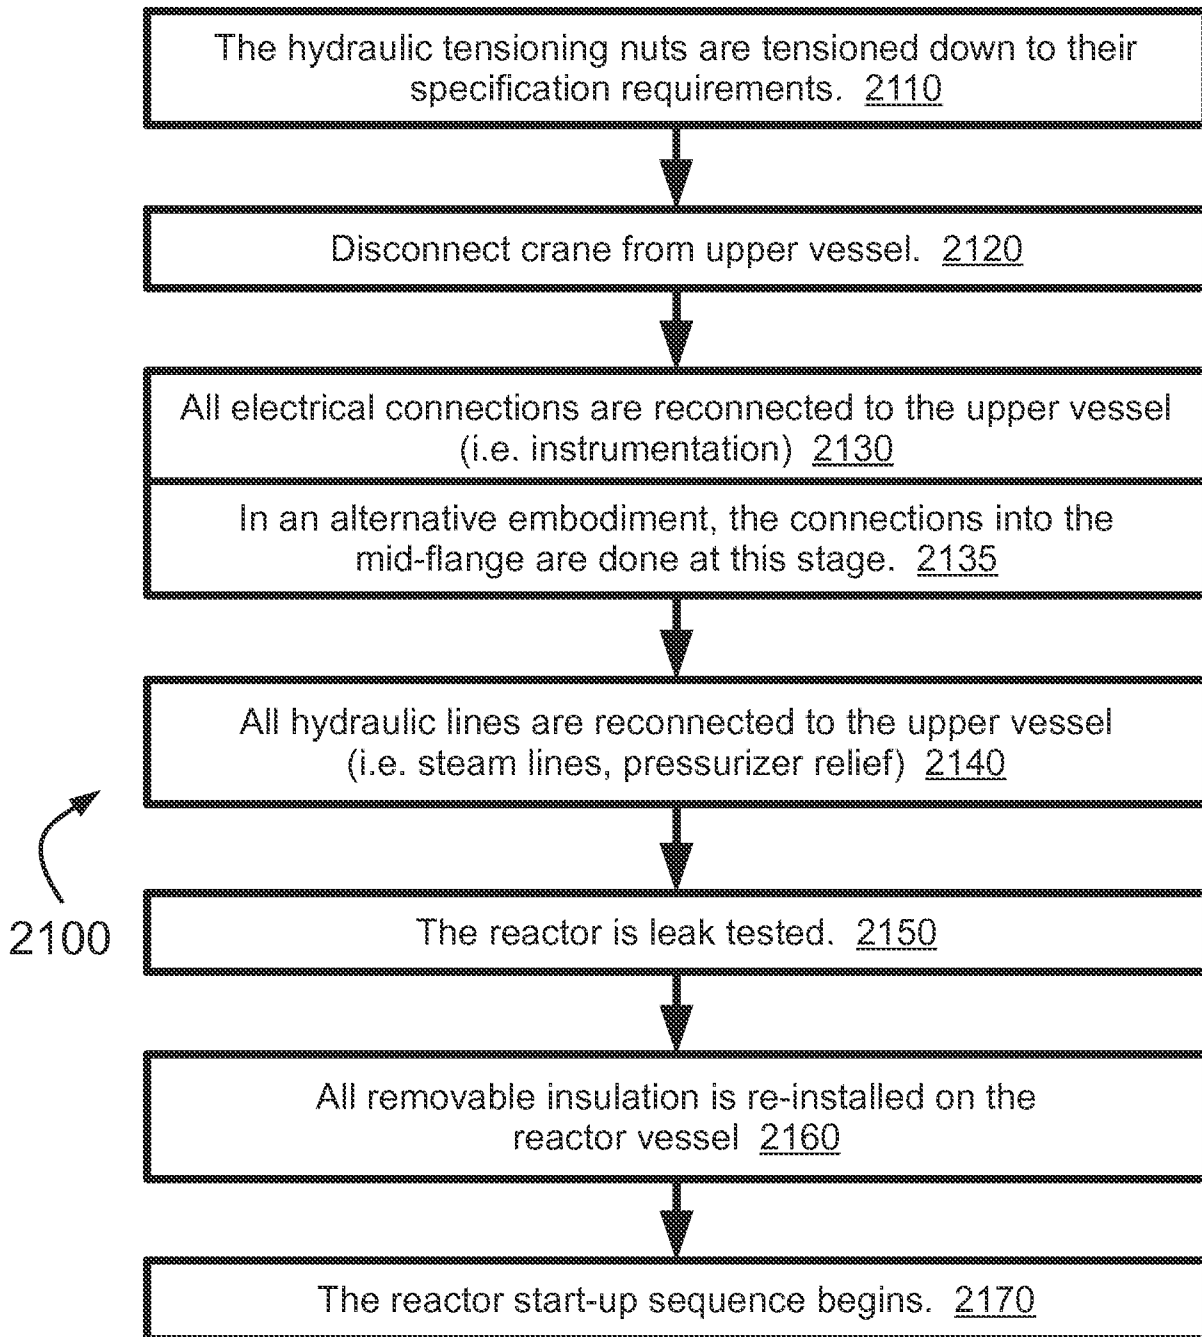 The hydraulic tensioning nuts are tensioned down to their
specification requirements. 2110
Disconnect crane from upper vessel. 2120
All electrical connections are reconnected to the upper vessel
(i.e. instrumentation) 2130
In an alternative embodiment, the connections into the
mid-flange are done at this stage. 2135
All hydraulic lines are reconnected to the upper vessel
(i.e. steam lines, pressurizer relief) 2140
2100
The reactor is leak tested. 2150
All removable insulation is re-installed on the
reactor vessel 2160
The reactor start-up sequence begins. 2170